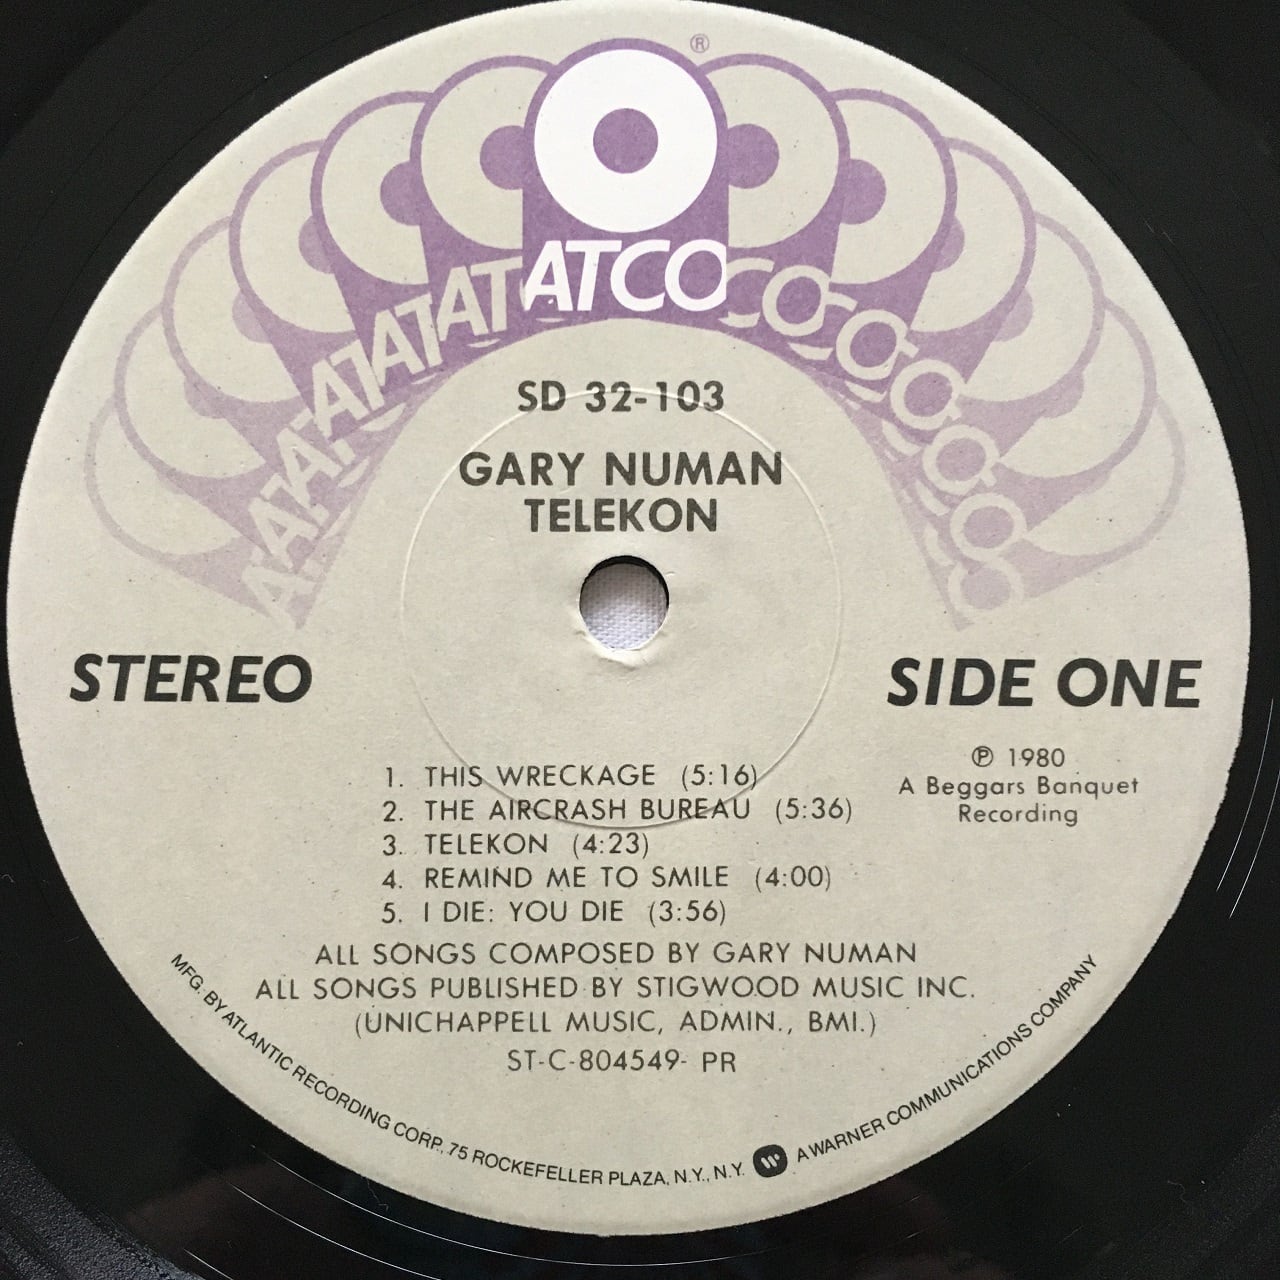 ®
ATCO
SD 32-103
GARY NUMAN
TELEKON
STEREO
SIDE ONE
℗ 1980
A Beggars Banquet
Recording
1. THIS WRECKAGE (5:16)
2. THE AIRCRASH BUREAU (5:36)
3. TELEKON (4:23)
4. REMIND ME TO SMILE (4:00)
5. I DIE: YOU DIE (3:56)
ALL SONGS COMPOSED BY GARY NUMAN
ALL SONGS PUBLISHED BY STIGWOOD MUSIC INC.
(UNICHAPPELL MUSIC, ADMIN., BMI.)
ST-C-804549- PR
MFG. BY ATLANTIC RECORDING CORP., 75 ROCKEFELLER PLAZA, N.Y., N.Y. A WARNER COMMUNICATIONS COMPANY